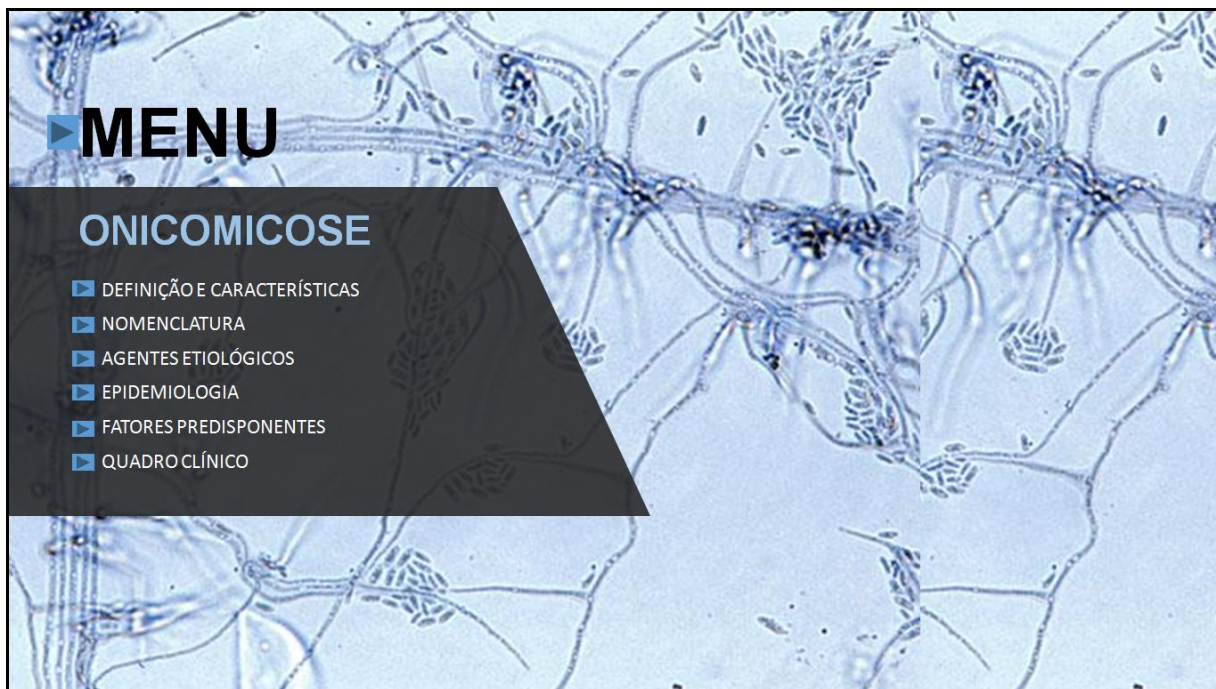 MENU
ONICOMICOSE
DEFINIÇÃO E CARACTERÍSTICAS
NOMENCLATURA
AGENTES ETIOLÓGICOS
EPIDEMIOLOGIA
FATORES PREDISPONENTES
QUADRO CLÍNICO